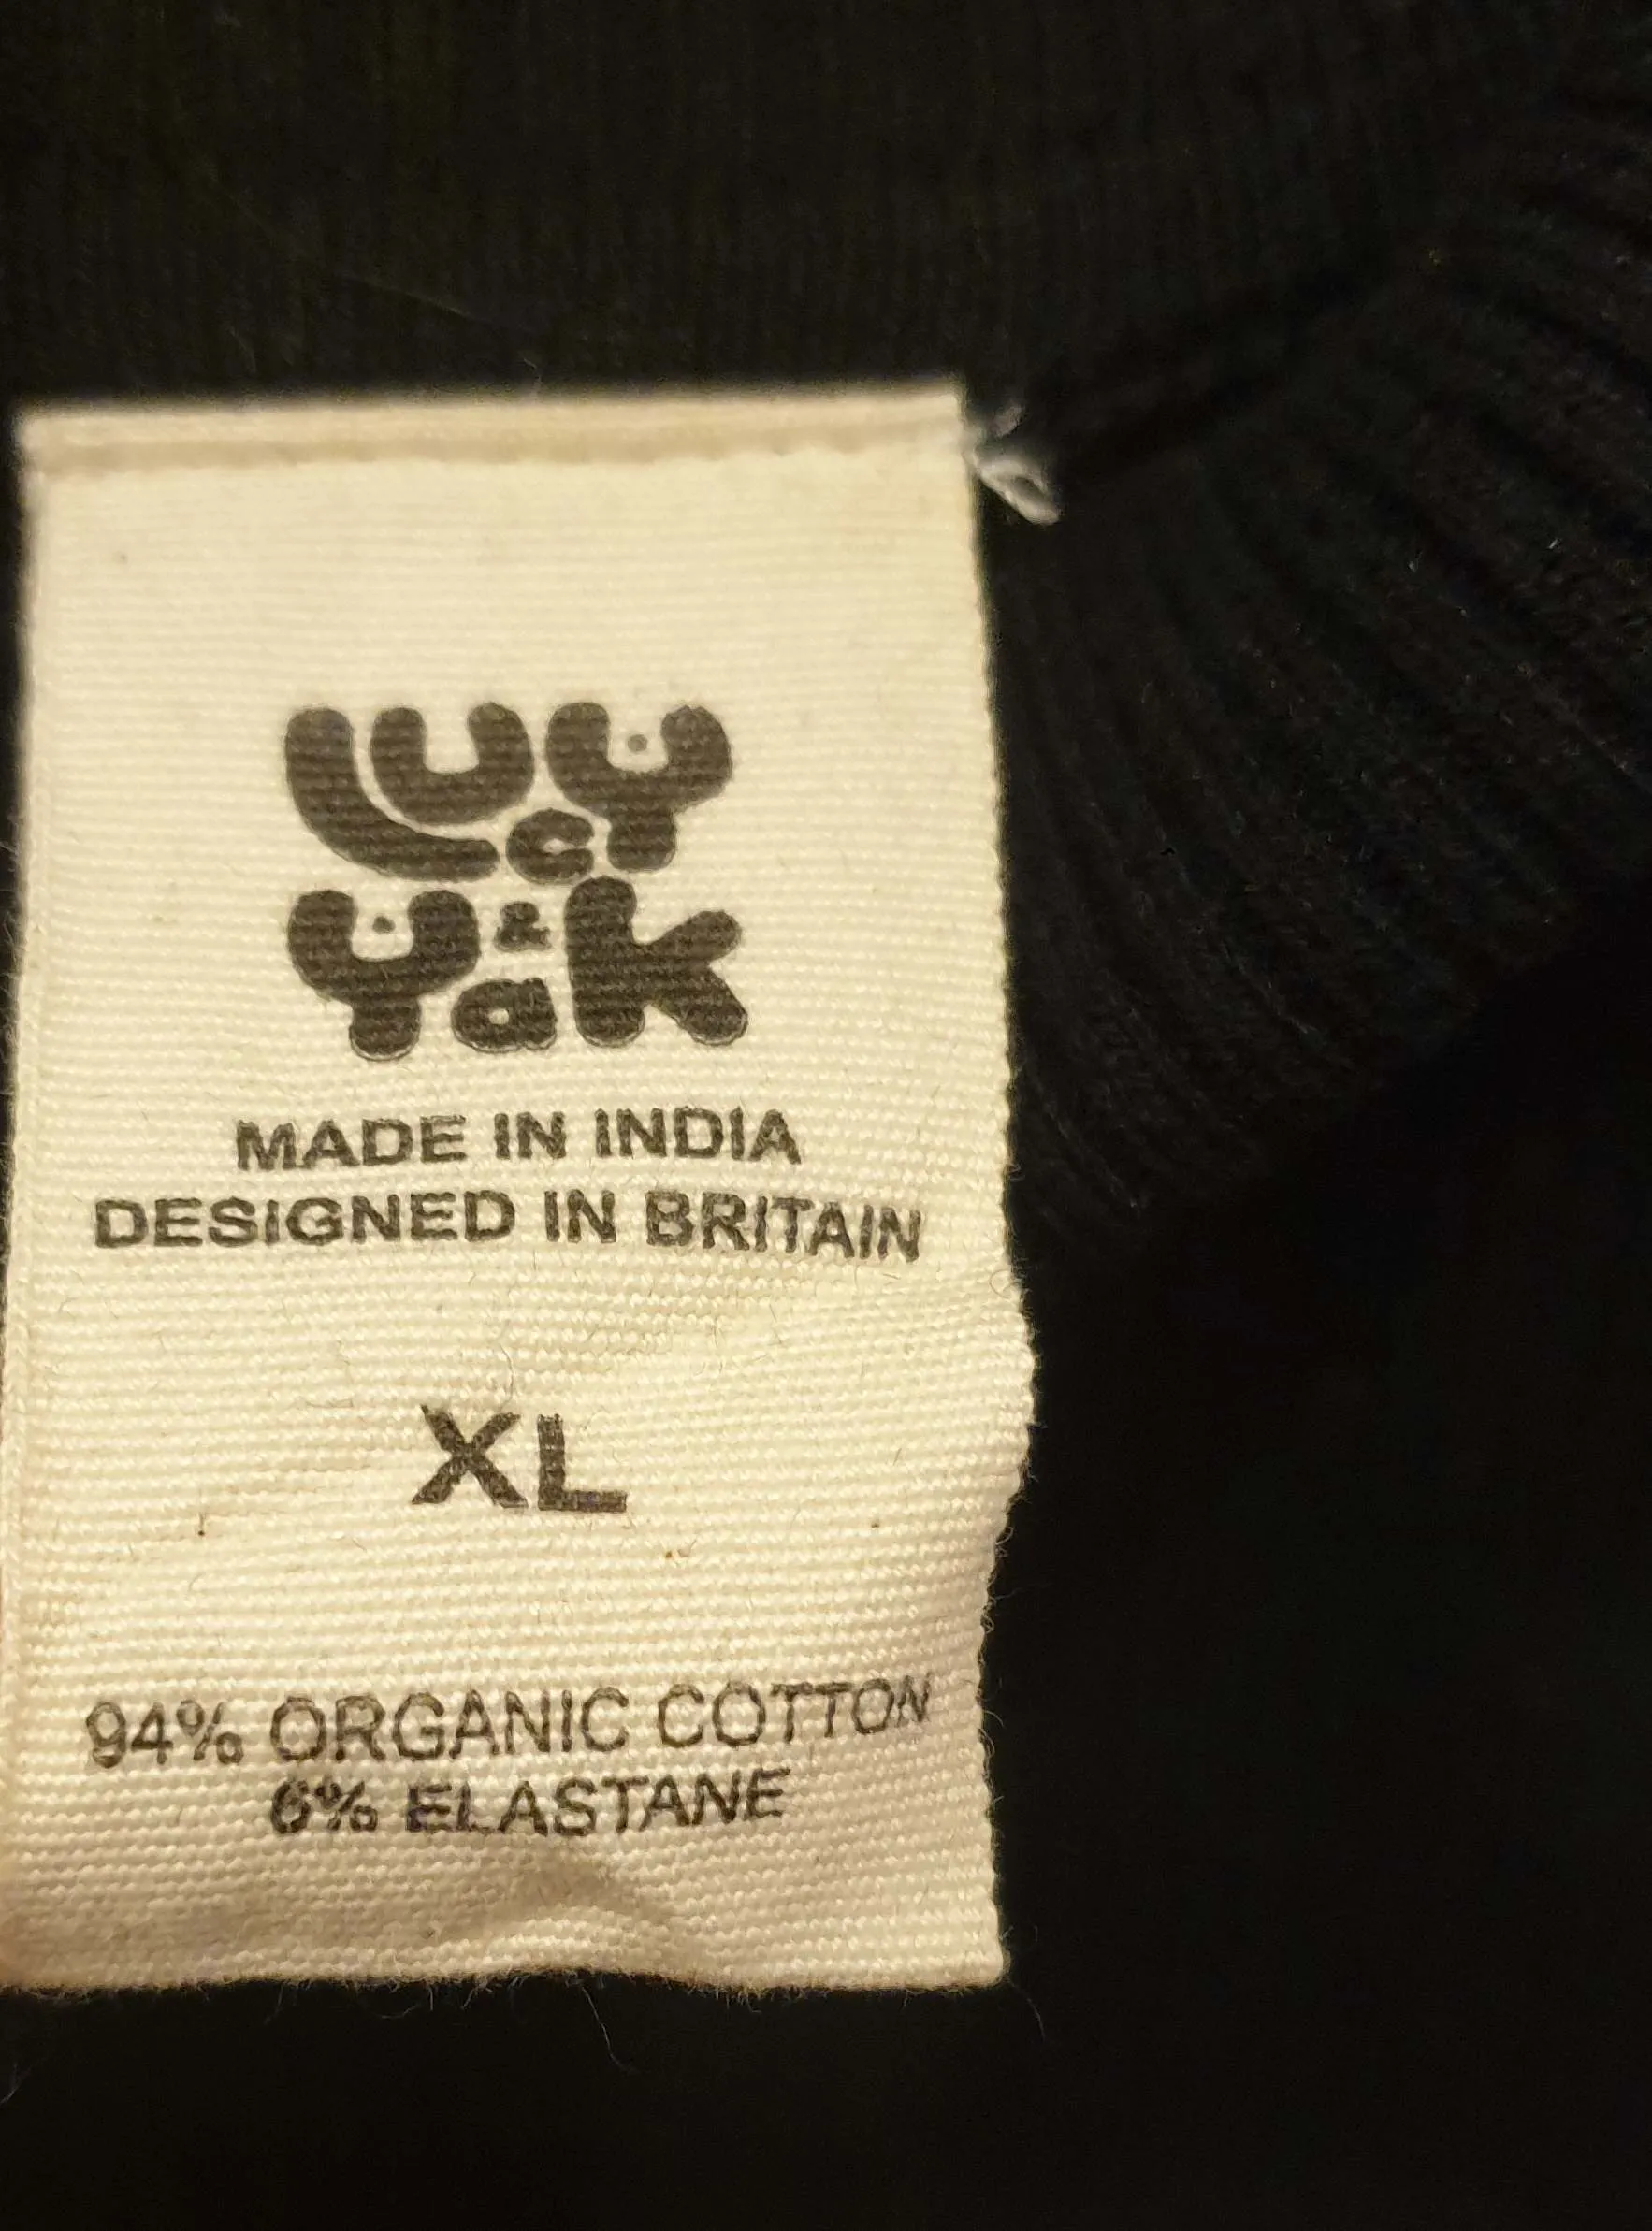 Lucy
& Yak
MADE IN INDIA
DESIGNED IN BRITAIN
XL
94% ORGANIC COTTON
6% ELASTANE